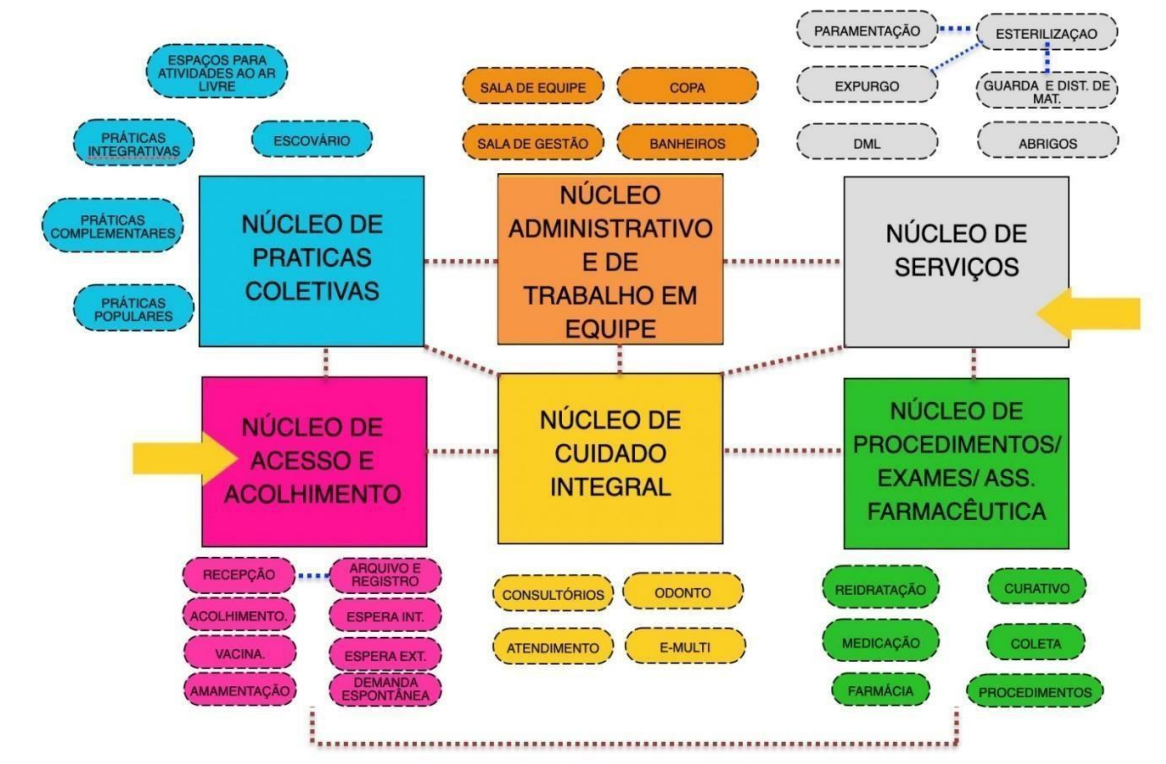 ESPAÇOS PARA
ATIVIDADES AO AR
LIVRE
PRÁTICAS
INTEGRATIVAS
ESCOVÁRIO
PRÁTICAS
COMPLEMENTARES
PRÁTICAS
POPULARES
NÚCLEO DE
PRATICAS
COLETIVAS
SALA DE EQUIPE
COPA
SALA DE GESTÃO
BANHEIROS
NÚCLEO
ADMINISTRATIVO
E DE
TRABALHO EM
EQUIPE
PARAMENTAÇÃO
ESTERILIZAÇAO
EXPURGO
GUARDA E DIST. DE
MAT.
DML
ABRIGOS
NÚCLEO DE
SERVIÇOS
NÚCLEO DE
ACESSO E
ACOLHIMENTO
RECEPÇÃO
ARQUIVO E
REGISTRO
ACOLHIMENTO.
ESPERA INT.
VACINA.
ESPERA EXT.
AMAMENTAÇÃO
DEMANDA
ESPONTÂNEA
NÚCLEO DE
CUIDADO
INTEGRAL
CONSULTÓRIOS
ODONTO
ATENDIMENTO
E-MULTI
NÚCLEO DE
PROCEDIMENTOS/
EXAMES/ ASS.
FARMACÊUTICA
REIDRATAÇÃO
CURATIVO
MEDICAÇÃO
COLETA
FARMÁCIA
PROCEDIMENTOS